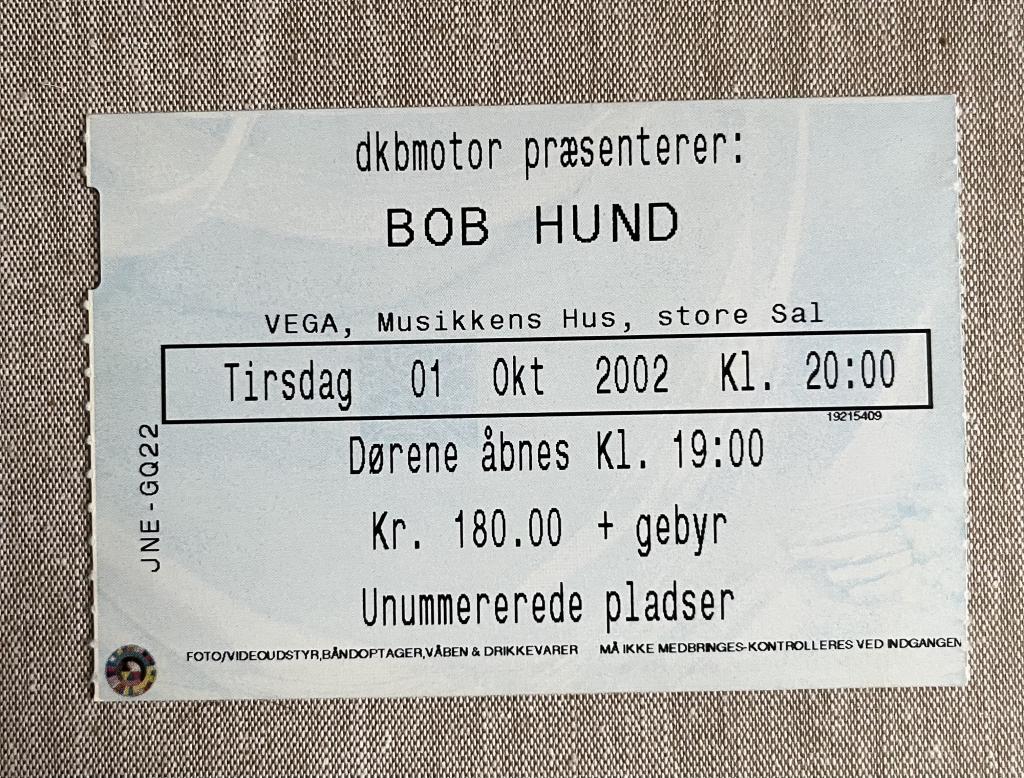 dkbmotor præsenterer:
BOB HUND
VEGA, Musikkens Hus, store Sal
Tirsdag 01 Okt 2002 Kl. 20:00
19215409
Dørene åbnes Kl. 19:00
Kr. 180.00 + gebyr
Unummererede pladser
FOTO/VIDEOUDSTYR,BÅNDOPTAGER,VÅBEN & DRIKKEVARER MÅ IKKE MEDBRINGES-KONTROLLERES VED INDGANGEN
JNE-GQ22